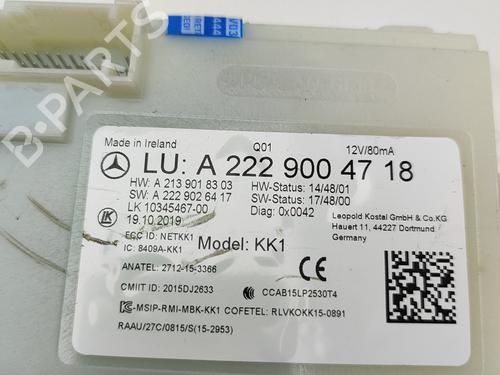 Made in Ireland Q01 12V/80mA
LU: A 222 900 47 18
HW: A 213 901 83 03 HW-Status: 14/48/01
SW: A 222 902 64 17 SW-Status: 17/48/00
LK 10345467-00 Diag: 0x0042
19.10.2019
Leopold Kostal GmbH & Co.KG
Hauert 11, 44227 Dortmund
Germany
FCC ID: NETKK1
IC: 8409A-KK1
Model: KK1
ANATEL: 2712-15-3366
CMIIT ID: 2015DJ2633
CCAB15LP2530T4
-MSIP-RMI-MBK-KK1 COFETEL: RLVKOKK15-0891
RAAU/27C/0815/S(15-2953)
B-PARTS